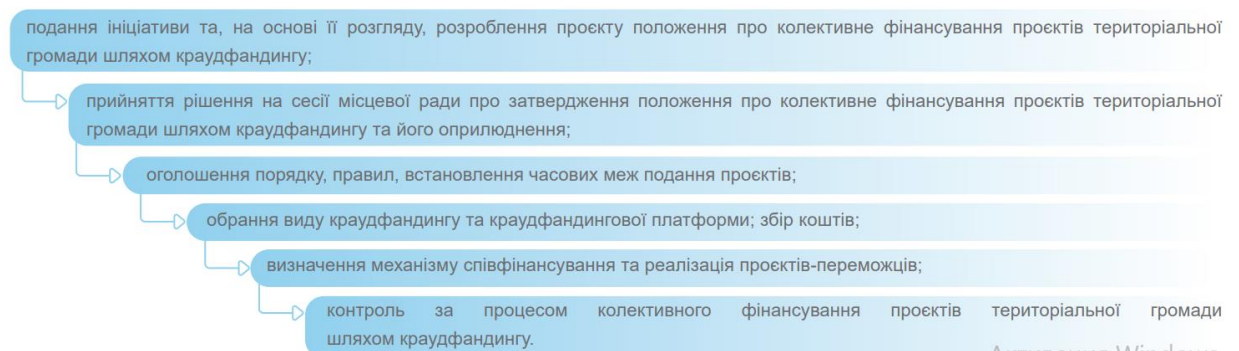 подання ініціативи та, на основі її розгляду, розроблення проєкту положення про колективне фінансування проєктів територіальної
громади шляхом краудфандингу;
прийняття рішення на сесії місцевої ради про затвердження положення про колективне фінансування проєктів територіальної
громади шляхом краудфандингу та його оприлюднення;
оголошення порядку, правил, встановлення часових меж подання проєктів;
обрання виду краудфандингу та краудфандингової платформи; збір коштів;
визначення механізму співфінансування та реалізація проєктів-переможців;
контроль за процесом колективного фінансування проєктів територіальної громади
шляхом краудфандингу.